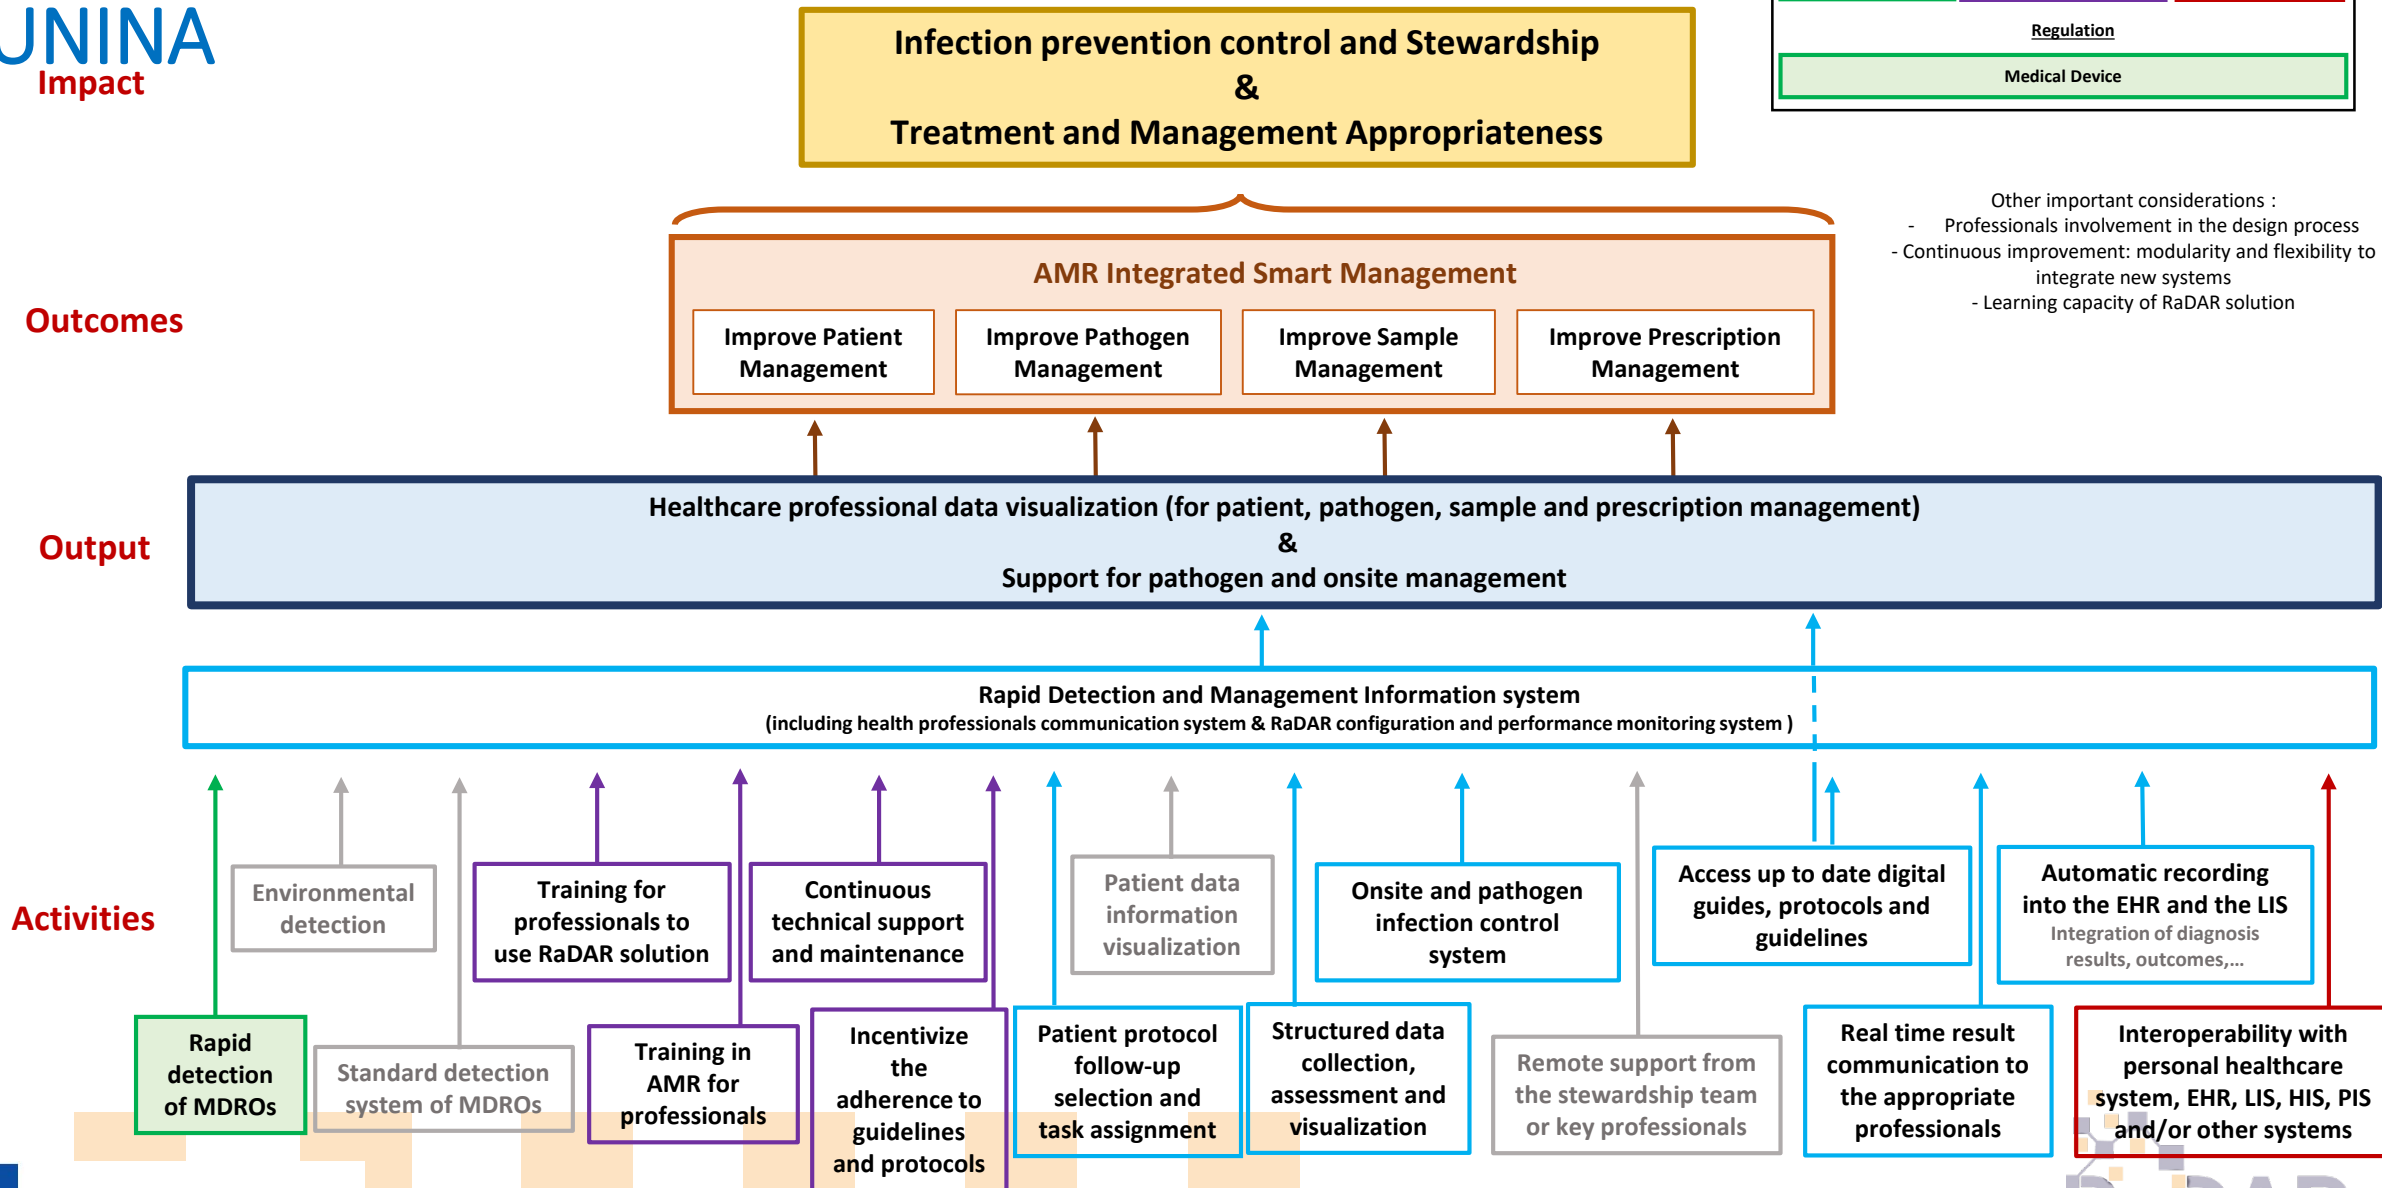 UNINA
Impact
Infection prevention control and Stewardship
&
Treatment and Management Appropriateness
Regulation
Medical Device
Other important considerations :
- Professionals involvement in the design process
- Continuous improvement: modularity and flexibility to
integrate new systems
- Learning capacity of RaDAR solution
Outcomes
AMR Integrated Smart Management
Improve Patient
Management
Improve Pathogen
Management
Improve Sample
Management
Improve Prescription
Management
Output
Healthcare professional data visualization (for patient, pathogen, sample and prescription management)
&
Support for pathogen and onsite management
Rapid Detection and Management Information system
(including health professionals communication system & RaDAR configuration and performance monitoring system )
Activities
Environmental
detection
Training for
professionals to
use RaDAR solution
Continuous
technical support
and maintenance
Patient data
information
visualization
Onsite and pathogen
infection control
system
Access up to date digital
guides, protocols and
guidelines
Automatic recording
into the EHR and the LIS
Integration of diagnosis
results, outcomes,...
Rapid
detection
of MDROs
Standard detection
system of MDROs
Training in
AMR for
professionals
Incentivize
the
adherence to
guidelines
and protocols
Patient protocol
follow-up
selection and
task assignment
Structured data
collection,
assessment and
visualization
Remote support from
the stewardship team
or key professionals
Real time result
communication to
the appropriate
professionals
Interoperability with
personal healthcare
system, EHR, LIS, HIS, PIS
and/or other systems